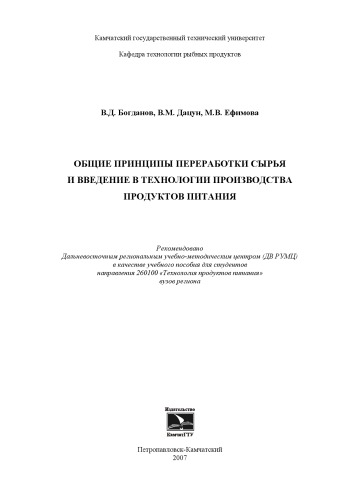 Камчатский государственный технический университет
Кафедра технологии рыбных продуктов
В.Д. Богданов, В.М. Дацун, М.В. Ефимова
ОБЩИЕ ПРИНЦИПЫ ПЕРЕРАБОТКИ СЫРЬЯ
И ВВЕДЕНИЕ В ТЕХНОЛОГИИ ПРОИЗВОДСТВА
ПРОДУКТОВ ПИТАНИЯ
Рекомендовано
Дальневосточным региональным учебно-методическим центром (ДВ РУМЦ)
в качестве учебного пособия для студентов
направления 260100 «Технология продуктов питания»
вузов региона
Издательство
КамчатГТУ
Петропавловск-Камчатский
2007